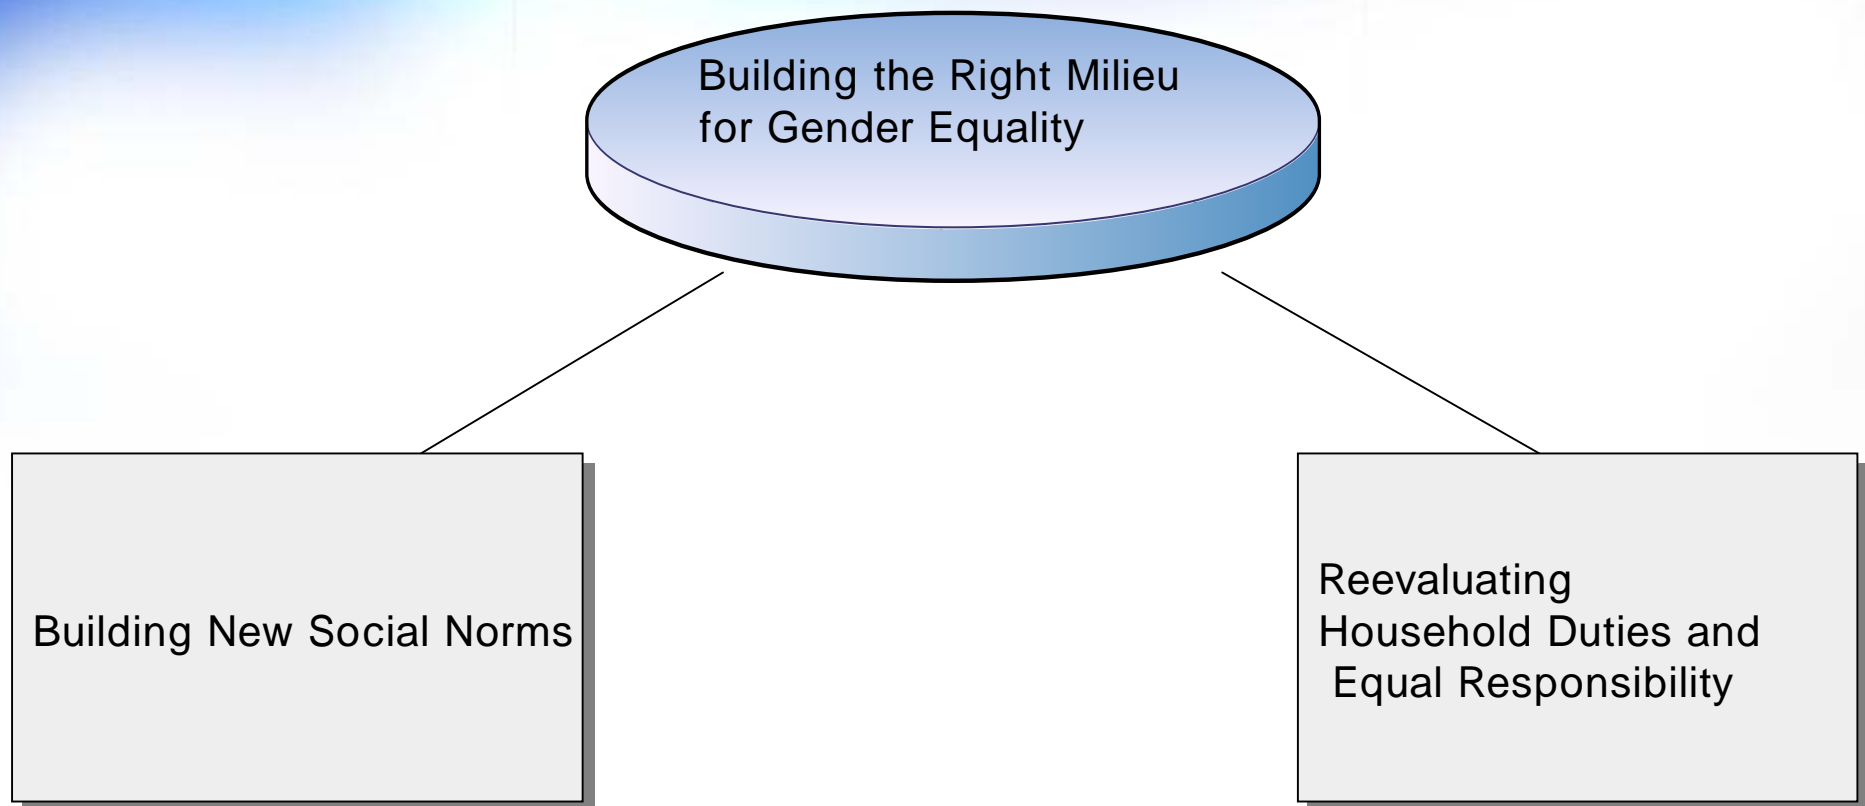 Building the Right Milieu
for Gender Equality
Building New Social Norms
Reevaluating
Household Duties and
Equal Responsibility